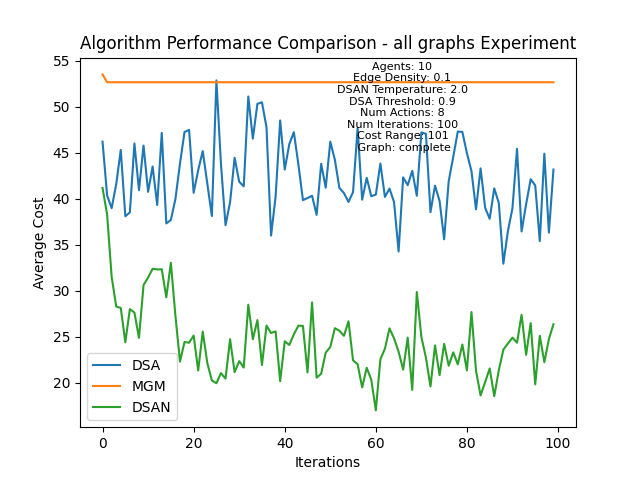 Algorithm Performance Comparison - all graphs Experiment
Agents: 10
Edge Density: 0.1
DSAN Temperature: 2.0
DSA Threshold: 0.9
Num Actions: 8
Num Iterations: 100
Cost Range: 101
Graph: complete
Average Cost
55
50
45
40
35
30
25
20
DSA
MGM
DSAN
0
20
40
60
80
100
Iterations